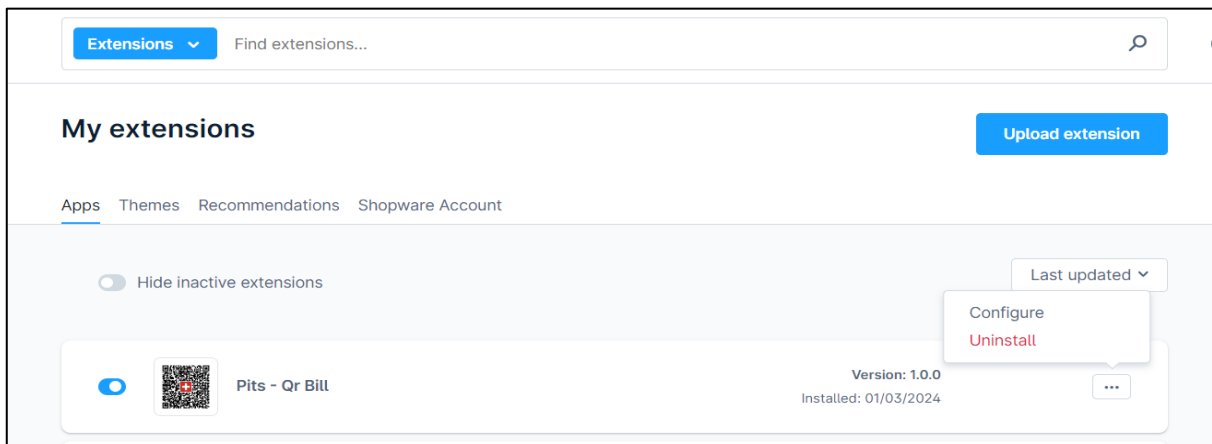 Extensions Find extensions...
My extensions
Upload extension
Apps Themes Recommendations Shopware Account
Hide inactive extensions
Last updated
Configure
Uninstall
Pits - Qr Bill
Version: 1.0.0
Installed: 01/03/2024
...